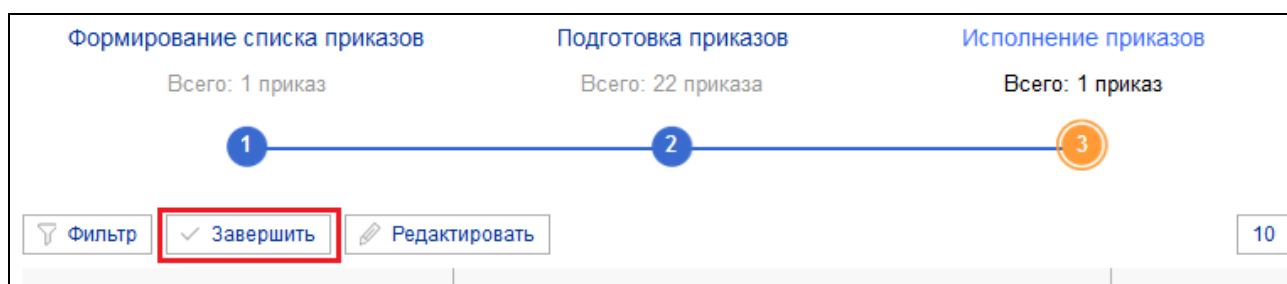 Формирование списка приказов Подготовка приказов Исполнение приказов
Всего: 1 приказ Всего: 22 приказа Всего: 1 приказ
1 2 3
Фильтр Завершить Редактировать 10